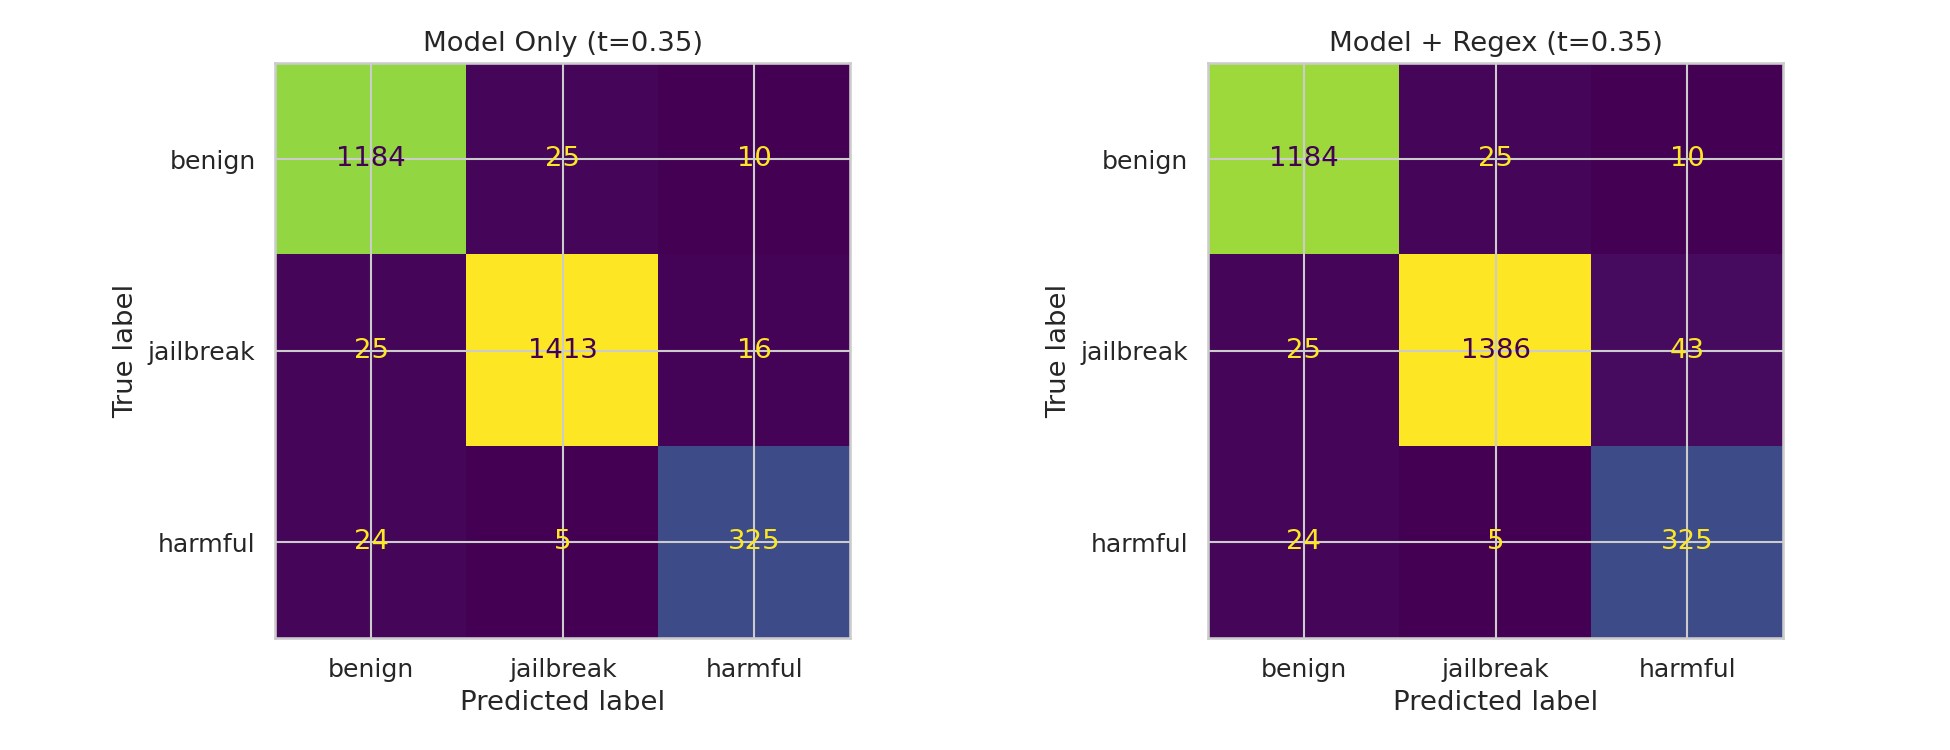 Model Only (t=0.35)
True label
benign 1184 25 10
jailbreak 25 1413 16
harmful 24 5 325
benign jailbreak harmful
Predicted label
Model + Regex (t=0.35)
True label
benign 1184 25 10
jailbreak 25 1386 43
harmful 24 5 325
benign jailbreak harmful
Predicted label